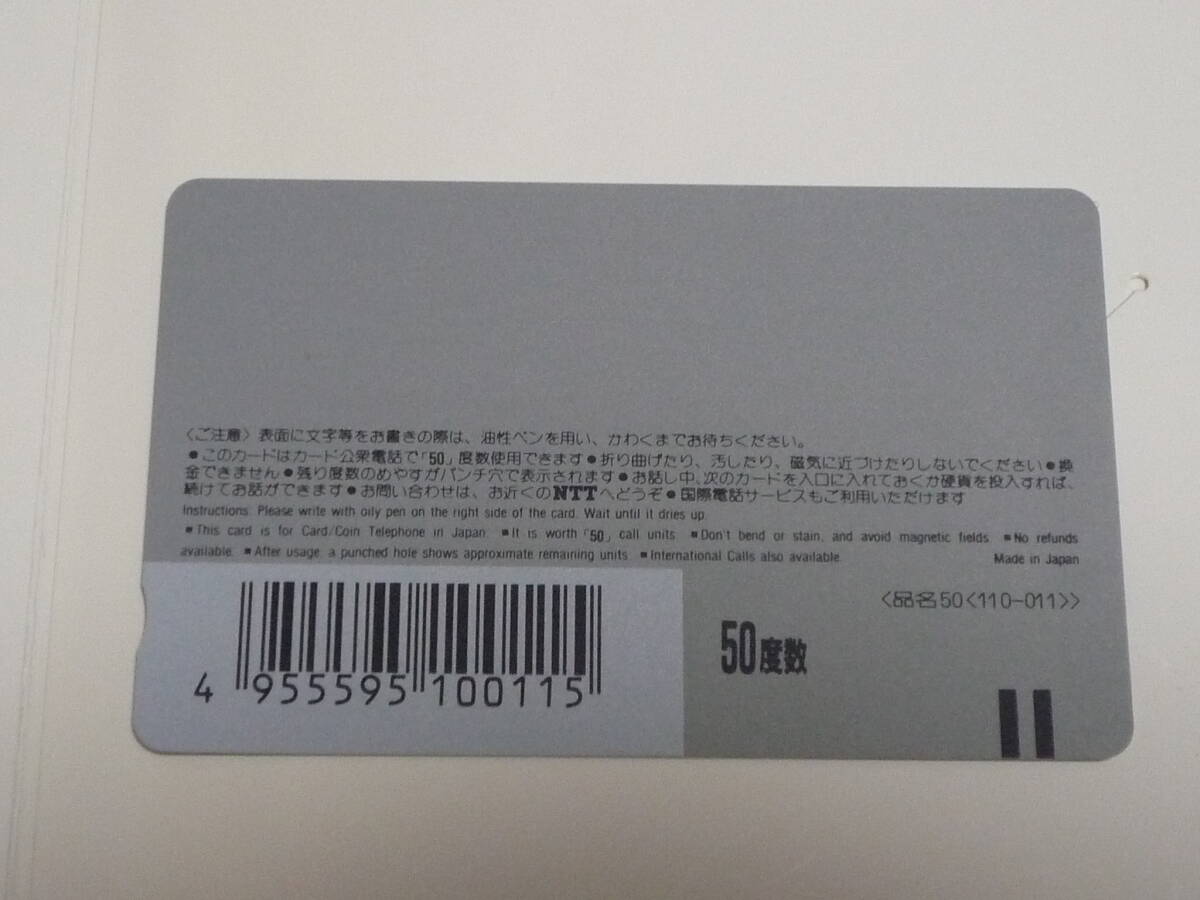 〈ご注意〉表面に文字等をお書きの際は、油性ペンを用い、かわくまでお待ちください。
●このカードはカード公衆電話で「50」度数使用できます●折り曲げたり、汚したり、磁気に近づけたりしないでください●換
金できません●残り度数のめやすがパンチ穴で表示されます●お話し中、次のカードを入口に入れておくか硬貨を投入すれば、
続けてお話ができます●お問い合わせは、お近くのNTTへどうぞ●国際電話サービスもご利用いただけます
Instructions. Please write with oily pen on the right side of the card. Wait until it dries up.
■This card is for Card/Coin Telephone in Japan. ■It is worth「50」call units. ■Don't bend or stain, and avoid magnetic fields. ■No refunds
available. ■After usage, a punched hole shows approximate remaining units. ■International Calls also available. Made in Japan
〈品名50〈110-011〉〉
50度数
4 955595 100115